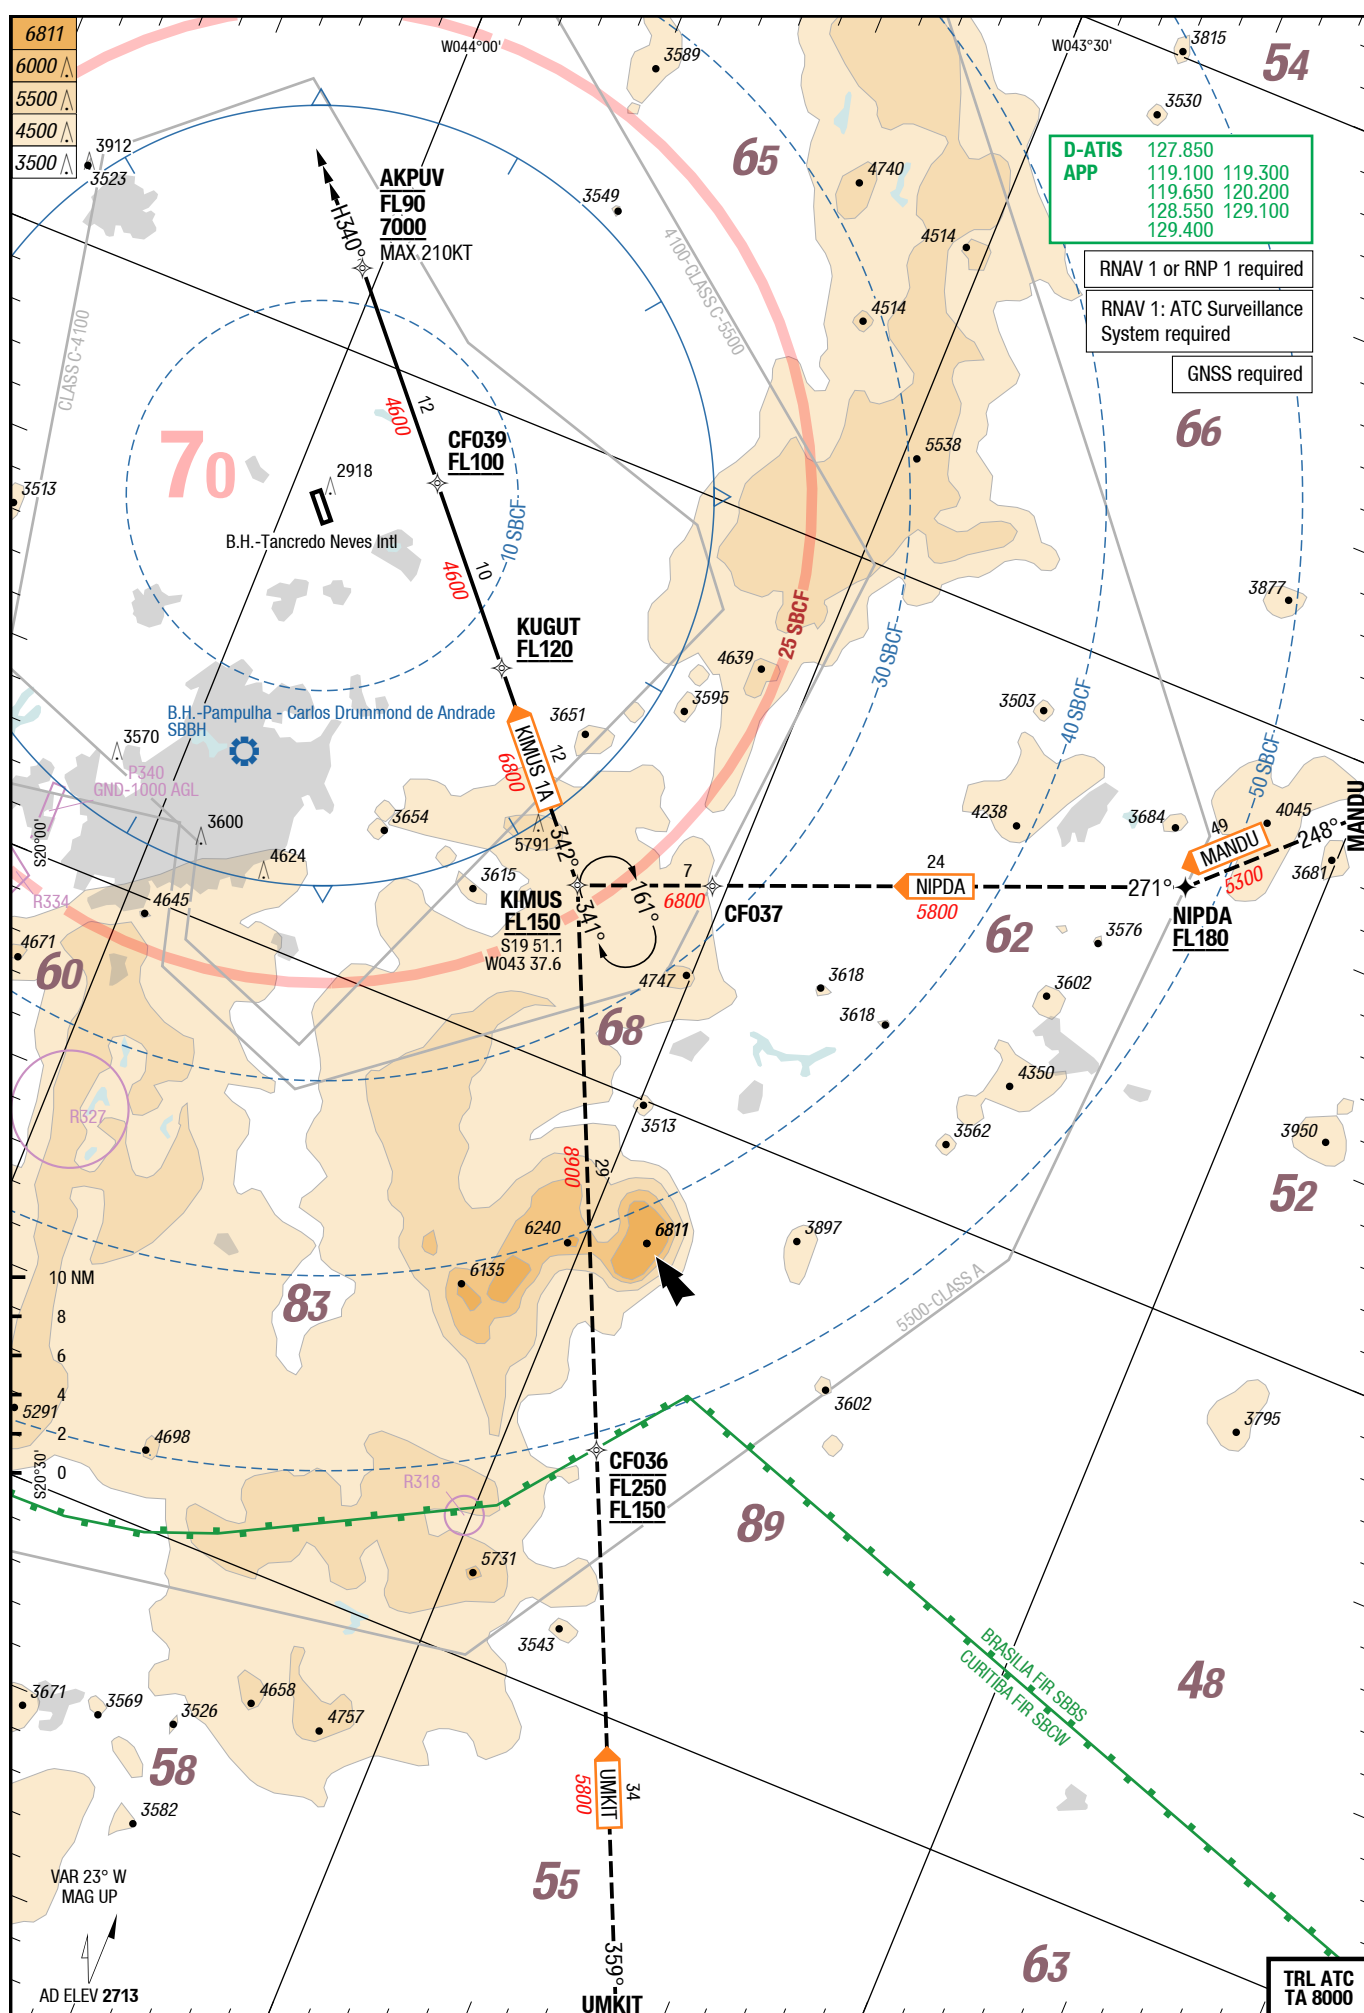 6811
6000
5500
4500
3500
W044°00'
W043°30'
3589
3815
54
3530
3912
3523
65
D-ATIS 127.850
APP 119.100 119.300
119.650 120.200
128.550 129.100
129.400
AKPUV
FL90
7000
MAX 210KT
H340°
3549
4740
4514
4100-CLASS C-5500
RNAV 1 or RNP 1 required
RNAV 1: ATC Surveillance
System required
GNSS required
4514
CLASS C-4100
12
4600
CF039
FL100
66
70
5538
2918
3513
B.H.-Tancredo Neves Intl
10 SBCF
10
4600
25 SBCF
3877
KUGUT
FL120
30 SBCF
4639
3595
3503
40 SBCF
B.H.-Pampulha - Carlos Drummond de Andrade
SBBH
3651
KIMUS 1A
12
6800
3570
P340
GND-1000 AGL
50 SBCF
MANDU
3654
4238
3684
4045
49
MANDU
248°
5300
3681
3600
5791
342°
4624
S20°00'
3615
R334
4645
KIMUS
FL150
S19 51.1
W043 37.6
341°
161°
7
6800
CF037
24
NIPDA
5800
271°
NIPDA
FL180
62
3576
4671
60
4747
3618
3602
3618
68
4350
R327
3513
3562
3950
52
8900
29
6240
6811
3897
6135
83
10 NM
8
6
4
2
0
5500-CLASS A
5291
3602
3795
4698
S20°30'
CF036
FL250
FL150
R318
89
5731
3543
BRASILIA FIR SBBS
CURITIBA FIR SBCW
48
3671
3569
3526
4658
4757
58
UMKIT
34
5800
3582
55
VAR 23° W
MAG UP
359°
63
AD ELEV 2713
UMKIT
TRL ATC
TA 8000